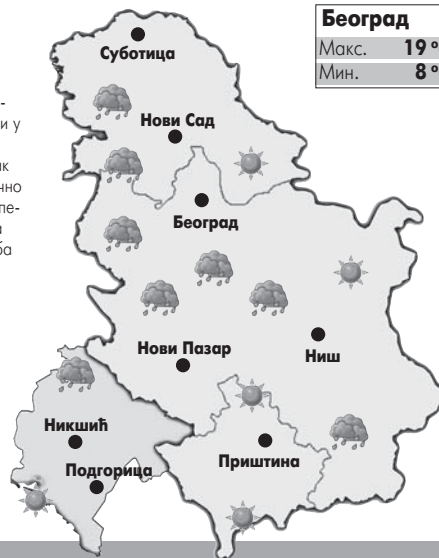 Београд
Макс. 19°
Мин. 8°
Суботица
и у
Нови Сад
Београд
Нови Пазар
Ниш
Никшић
Приштина
Подгорица